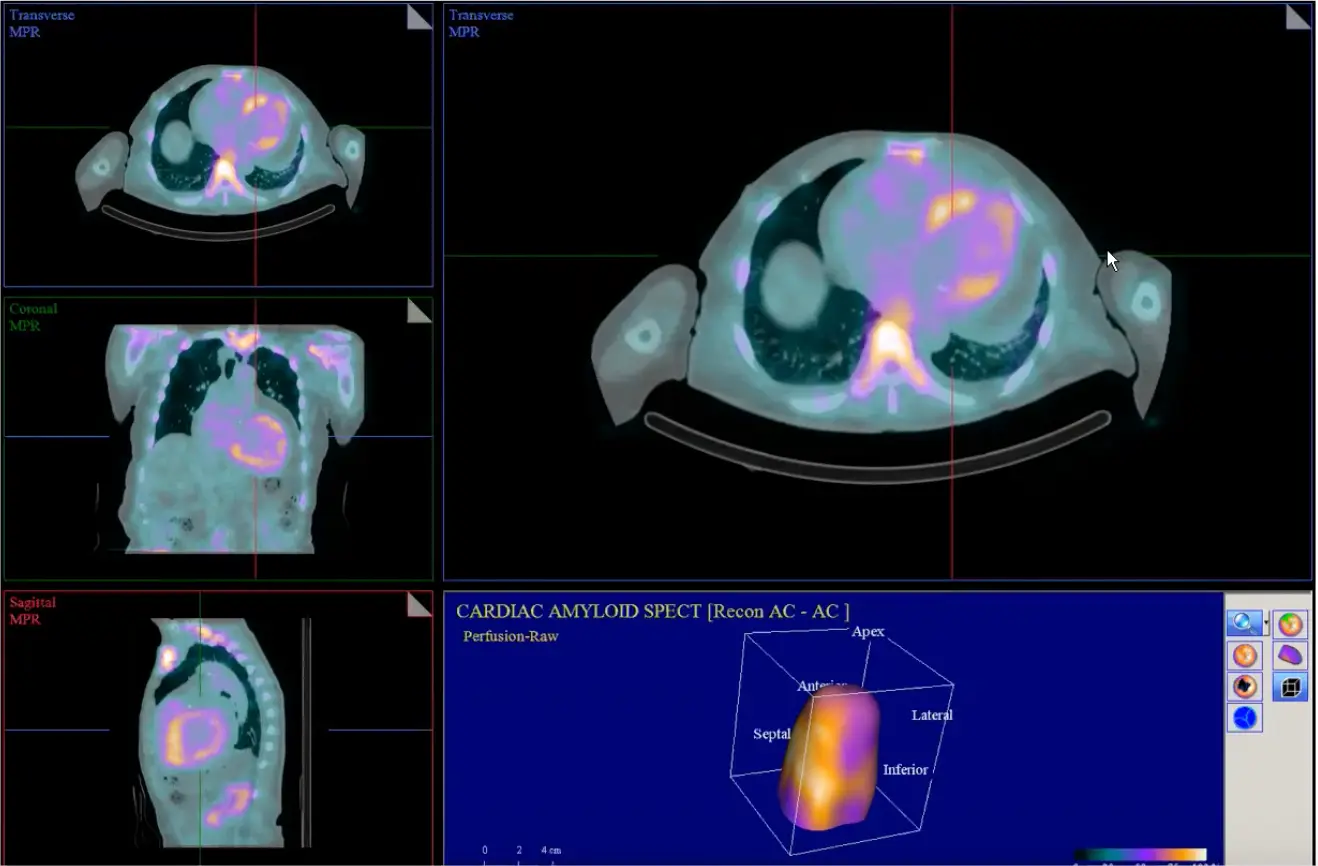 Transverse
MPR
Transverse
MPR
Coronal
MPR
Sagittal
MPR
CARDIAC AMYLOID SPECT [Recon AC - AC ]
Perfusion-Raw
Apex
Lateral
Septal
Inferior
0 2 4 cm